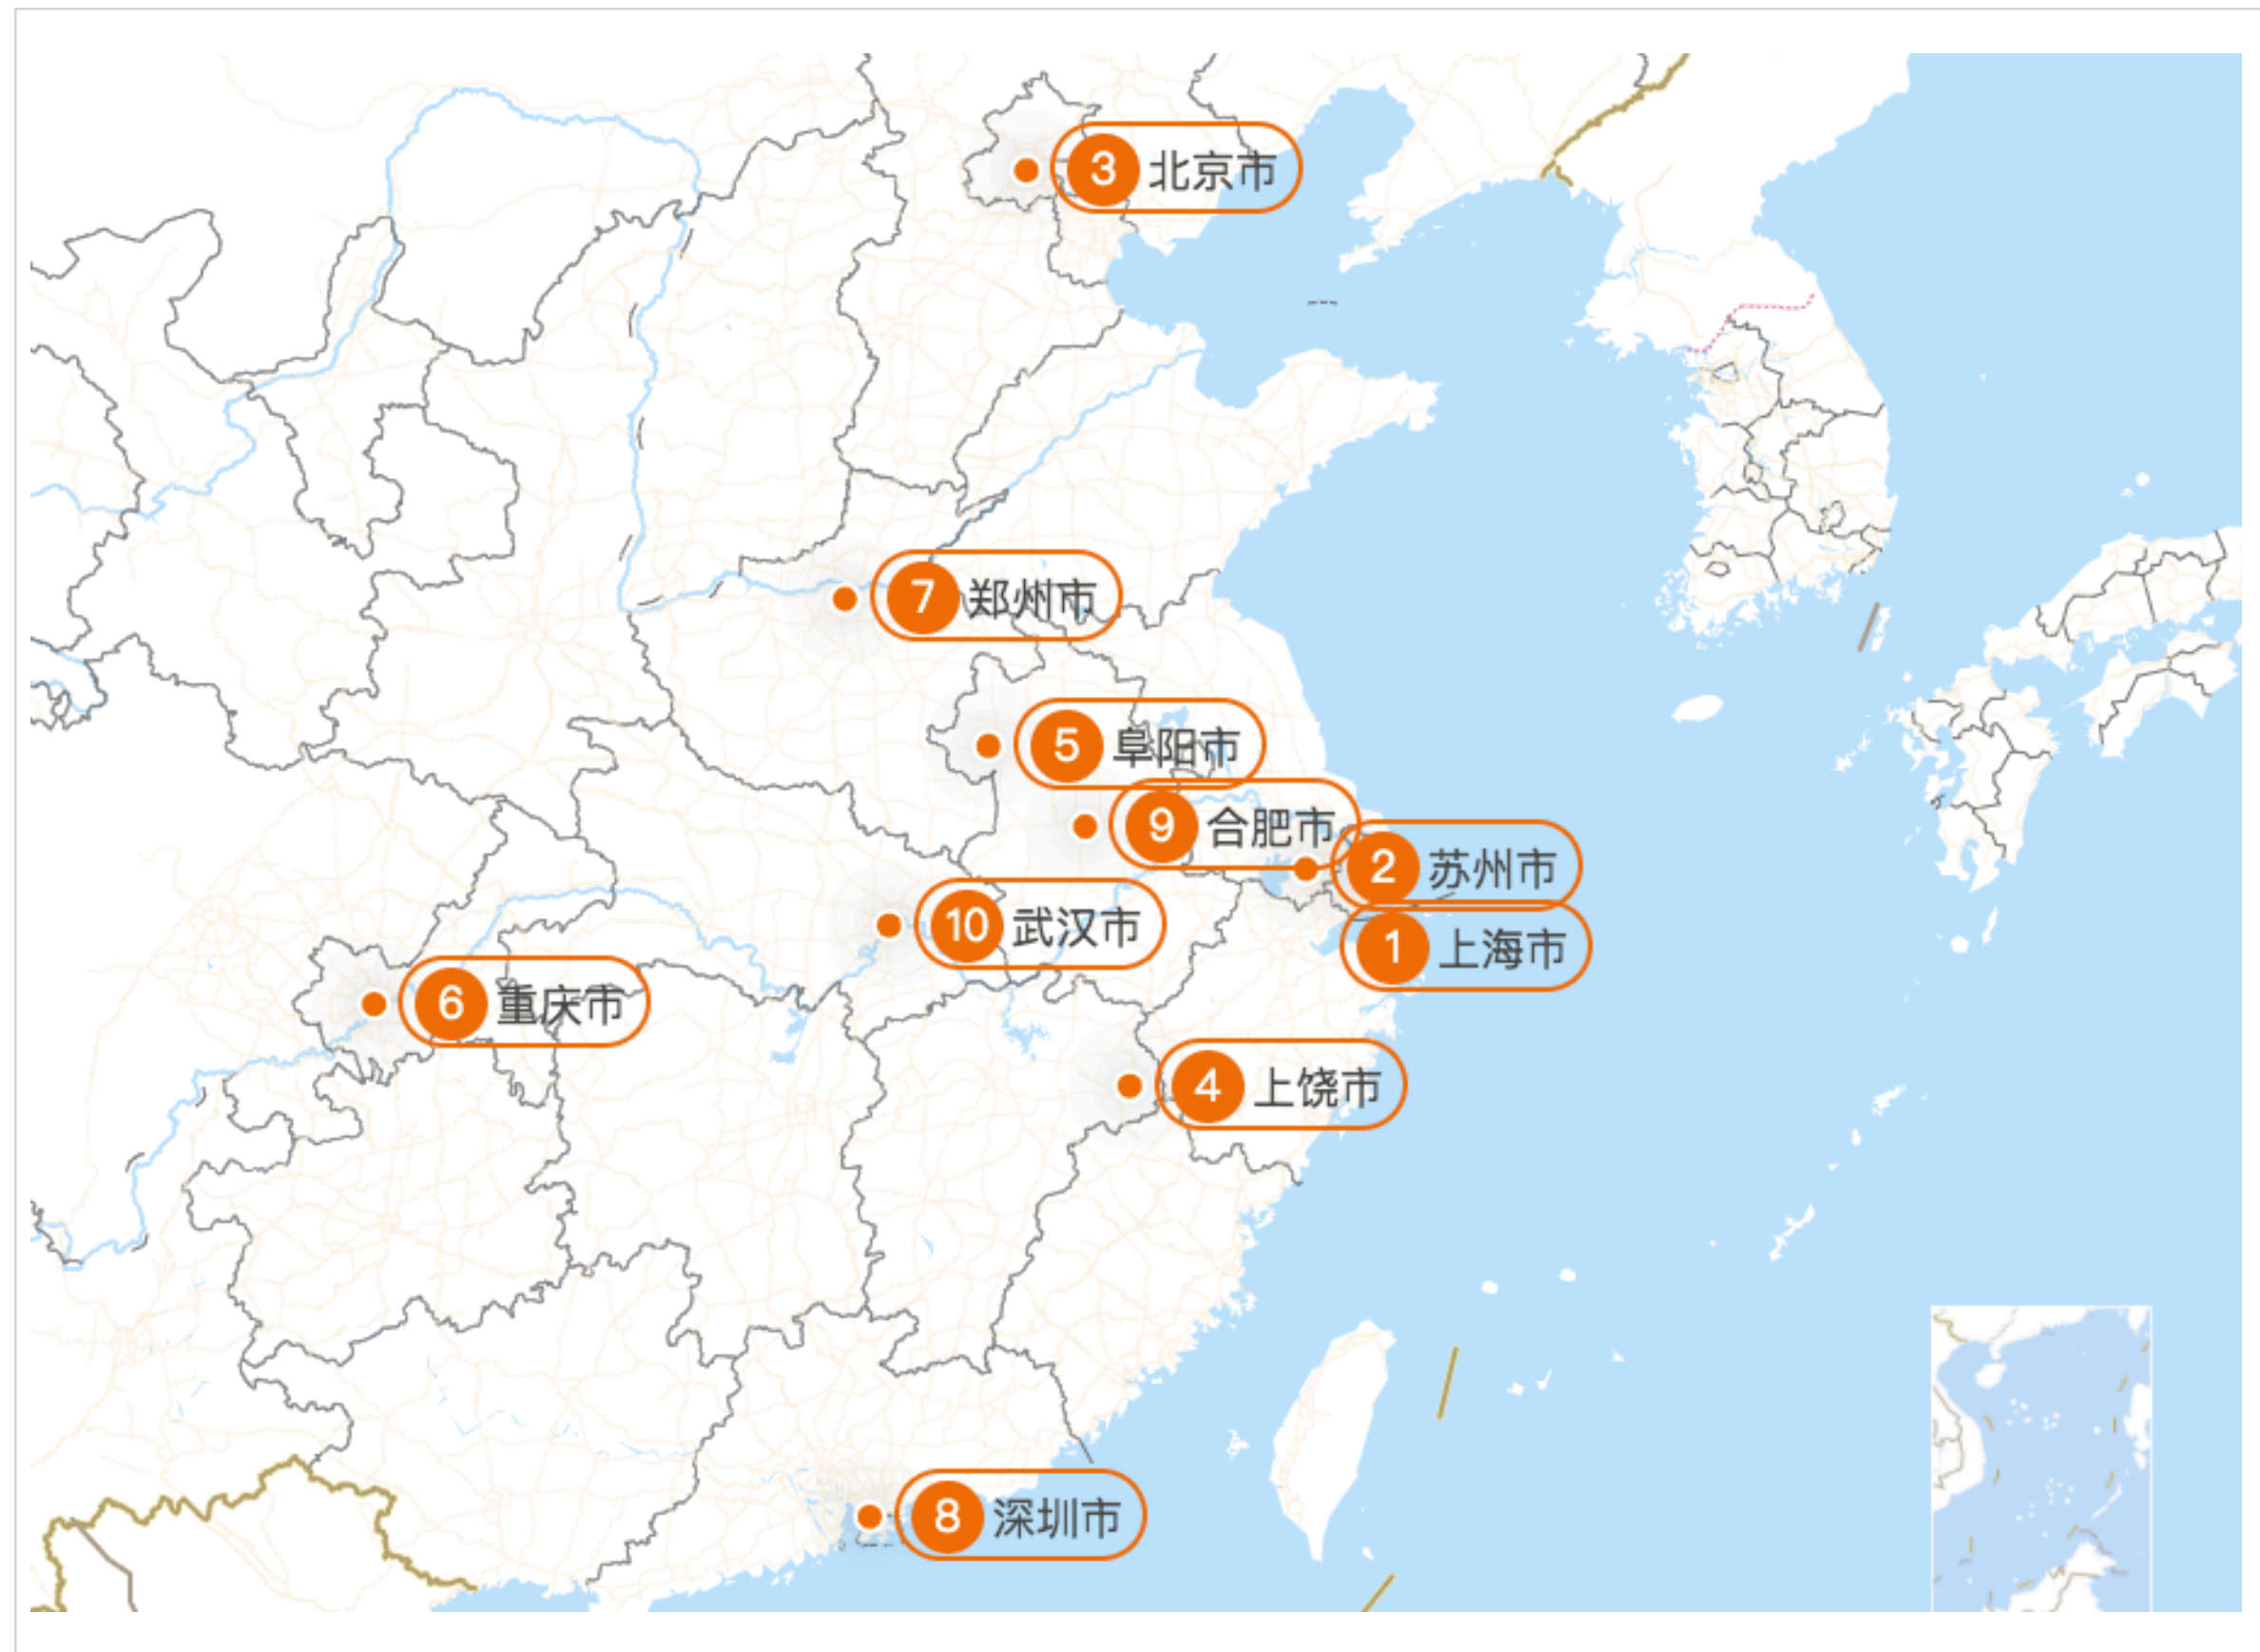 3 北京市
7 郑州市
5 阜阳市
9 合肥市
2 苏州市
10 武汉市
1 上海市
6 重庆市
4 上饶市
8 深圳市